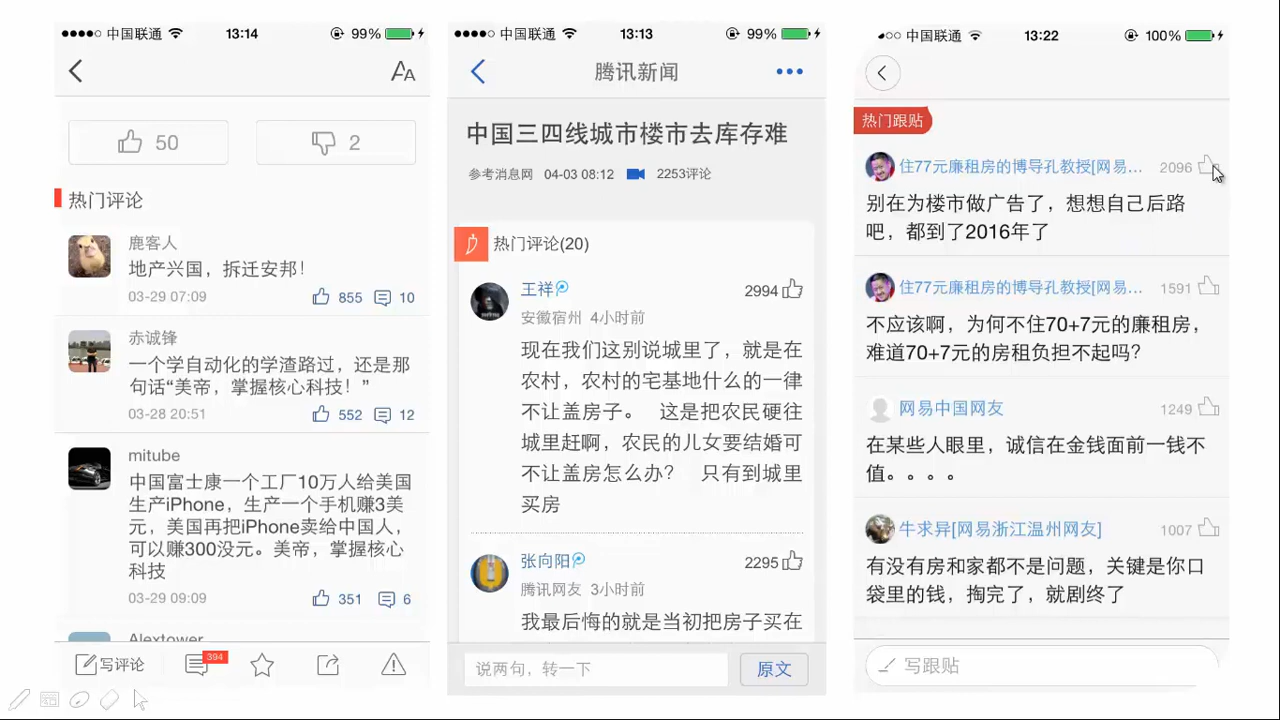 中国联通
13:14
99%
AA
50
2
热门评论
鹿客人
地产兴国，拆迁安邦！
03-29 07:09
855
10
赤诚锋
一个学自动化的学渣路过，还是那
句话“美帝，掌握核心科技！”
03-28 20:51
552
12
mitube
中国富士康一个工厂10万人给美国
生产iPhone，生产一个手机赚3美
元，美国再把iPhone卖给中国人，
可以赚300没元。美帝，掌握核心
科技
03-29 09:09
351
6
Alextower
写评论
394
中国联通
13:13
99%
腾讯新闻
中国三四线城市楼市去库存难
参考消息网 04-03 08:12 2253评论
热门评论(20)
王祥
2994
安徽宿州 4小时前
现在我们这别说城里了，就是在
农村，农村的宅基地什么的一律
不让盖房子。 这是把农民硬往
城里赶啊，农民的儿女要结婚可
不让盖房怎么办？ 只有到城里
买房
张向阳
2295
腾讯网友 3小时前
我最后悔的就是当初把房子买在
说两句，转一下
原文
中国联通
13:22
100%
热门跟贴
住77元廉租房的博导孔教授[网易...
2096
别在为楼市做广告了，想想自己后路
吧，都到了2016年了
住77元廉租房的博导孔教授[网易...
1591
不应该啊，为何不住70+7元的廉租房，
难道70+7元的房租负担不起吗？
网易中国网友
1249
在某些人眼里，诚信在金钱面前一钱不
值。。。。
牛求异[网易浙江温州网友]
1007
有没有房和家都不是问题，关键是你口
袋里的钱，掏完了，就剧终了
写跟贴